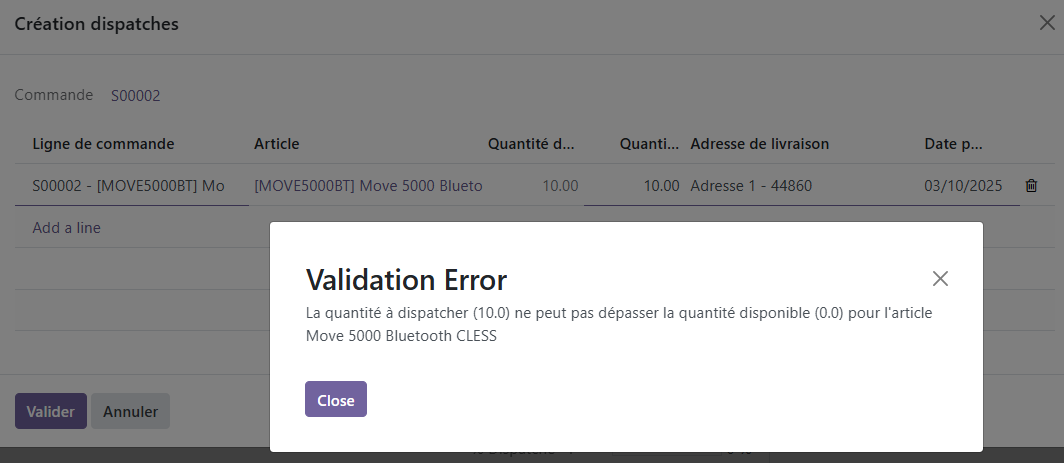 Création dispatches
Commande S00002
Ligne de commande Article Quantité d... Quanti... Adresse de livraison Date p...
S00002 - [MOVE5000BT] Mo [MOVE5000BT] Move 5000 Blueto 10.00 10.00 Adresse 1 - 44860 03/10/2025
Add a line
Validation Error
La quantité à dispatcher (10.0) ne peut pas dépasser la quantité disponible (0.0) pour l'article
Move 5000 Bluetooth CLESS
Close
Valider Annuler